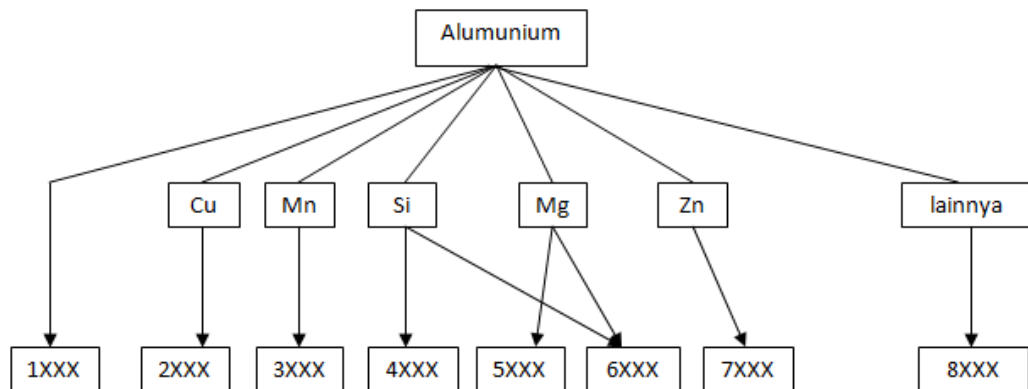 Alumunium
Cu
Mn
Si
Mg
Zn
lainnya
1XXX
2XXX
3XXX
4XXX
5XXX
6XXX
7XXX
8XXX